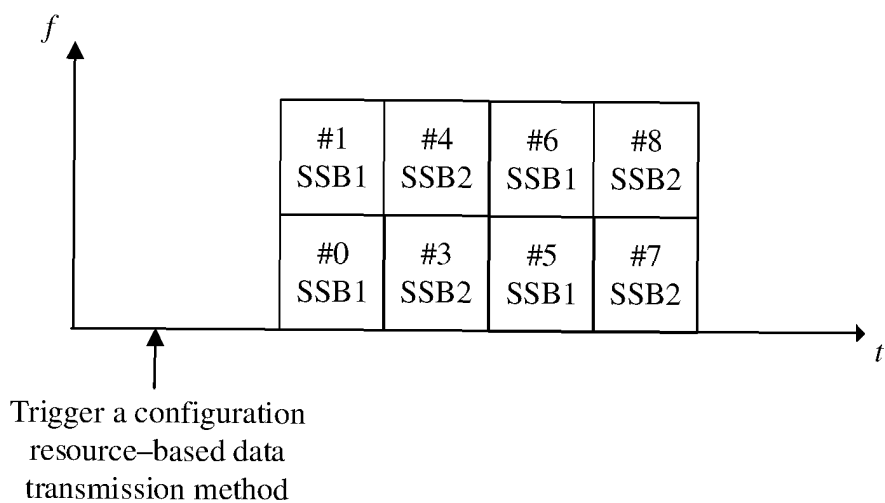 f
#1
SSB1
#4
SSB2
#6
SSB1
#8
SSB2
#0
SSB1
#3
SSB2
#5
SSB1
#7
SSB2
t
Trigger a configuration
resource–based data
transmission method